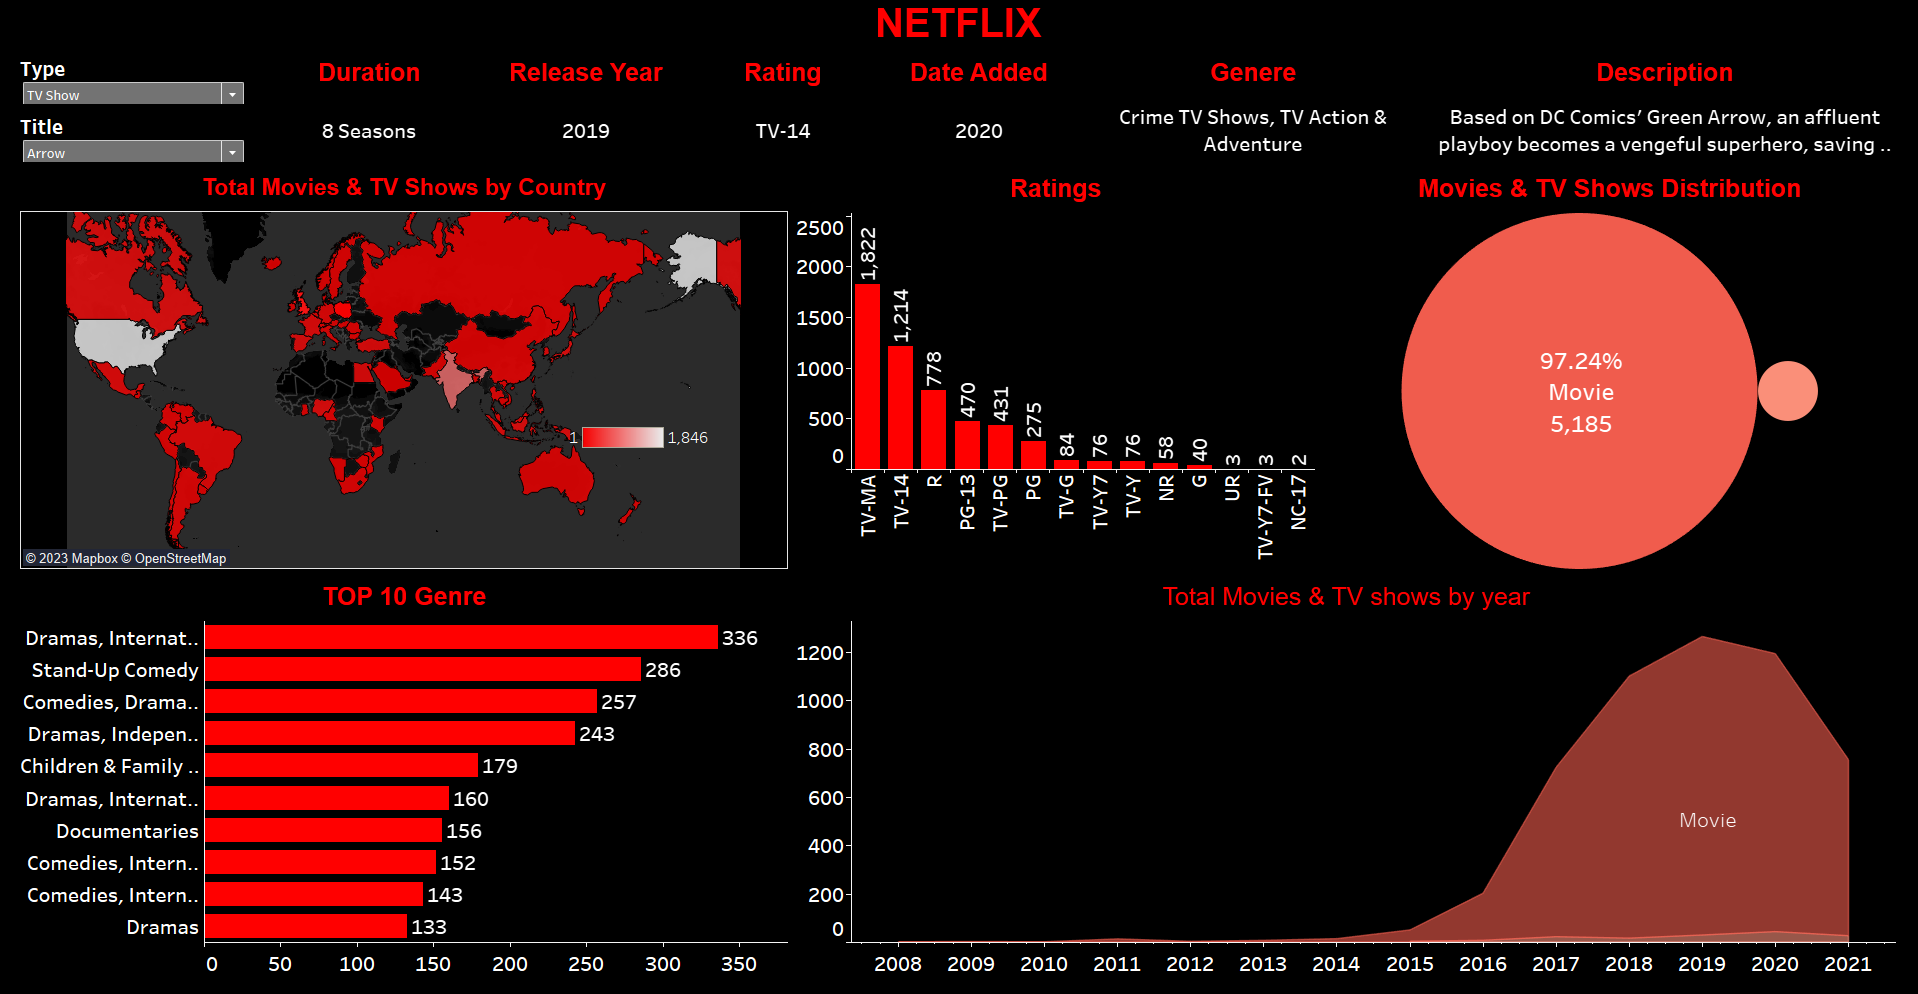 NETFLIX
Type
TV Show
Title
Arrow
Duration
8 Seasons
Release Year
2019
Rating
TV-14
Date Added
2020
Genere
Crime TV Shows, TV Action &
Adventure
Description
Based on DC Comics’ Green Arrow, an affluent
playboy becomes a vengeful superhero, saving ..
Total Movies & TV Shows by Country
1
1,846
© 2023 Mapbox © OpenStreetMap
Ratings
2500
2000
1500
1000
500
0
1,822
1,214
778
470
431
275
84
76
76
58
40
3
3
2
TV-MA
TV-14
R
PG-13
TV-PG
PG
TV-G
TV-Y7
TV-Y
NR
G
UR
TV-Y7-FV
NC-17
Movies & TV Shows Distribution
97.24%
Movie
5,185
TOP 10 Genre
Dramas, Internat.. 336
Stand-Up Comedy 286
Comedies, Drama.. 257
Dramas, Indepen.. 243
Children & Family .. 179
Dramas, Internat.. 160
Documentaries 156
Comedies, Intern.. 152
Comedies, Intern.. 143
Dramas 133
0 50 100 150 200 250 300 350
Total Movies & TV shows by year
1200
1000
800
600
400
200
0
Movie
2008 2009 2010 2011 2012 2013 2014 2015 2016 2017 2018 2019 2020 2021